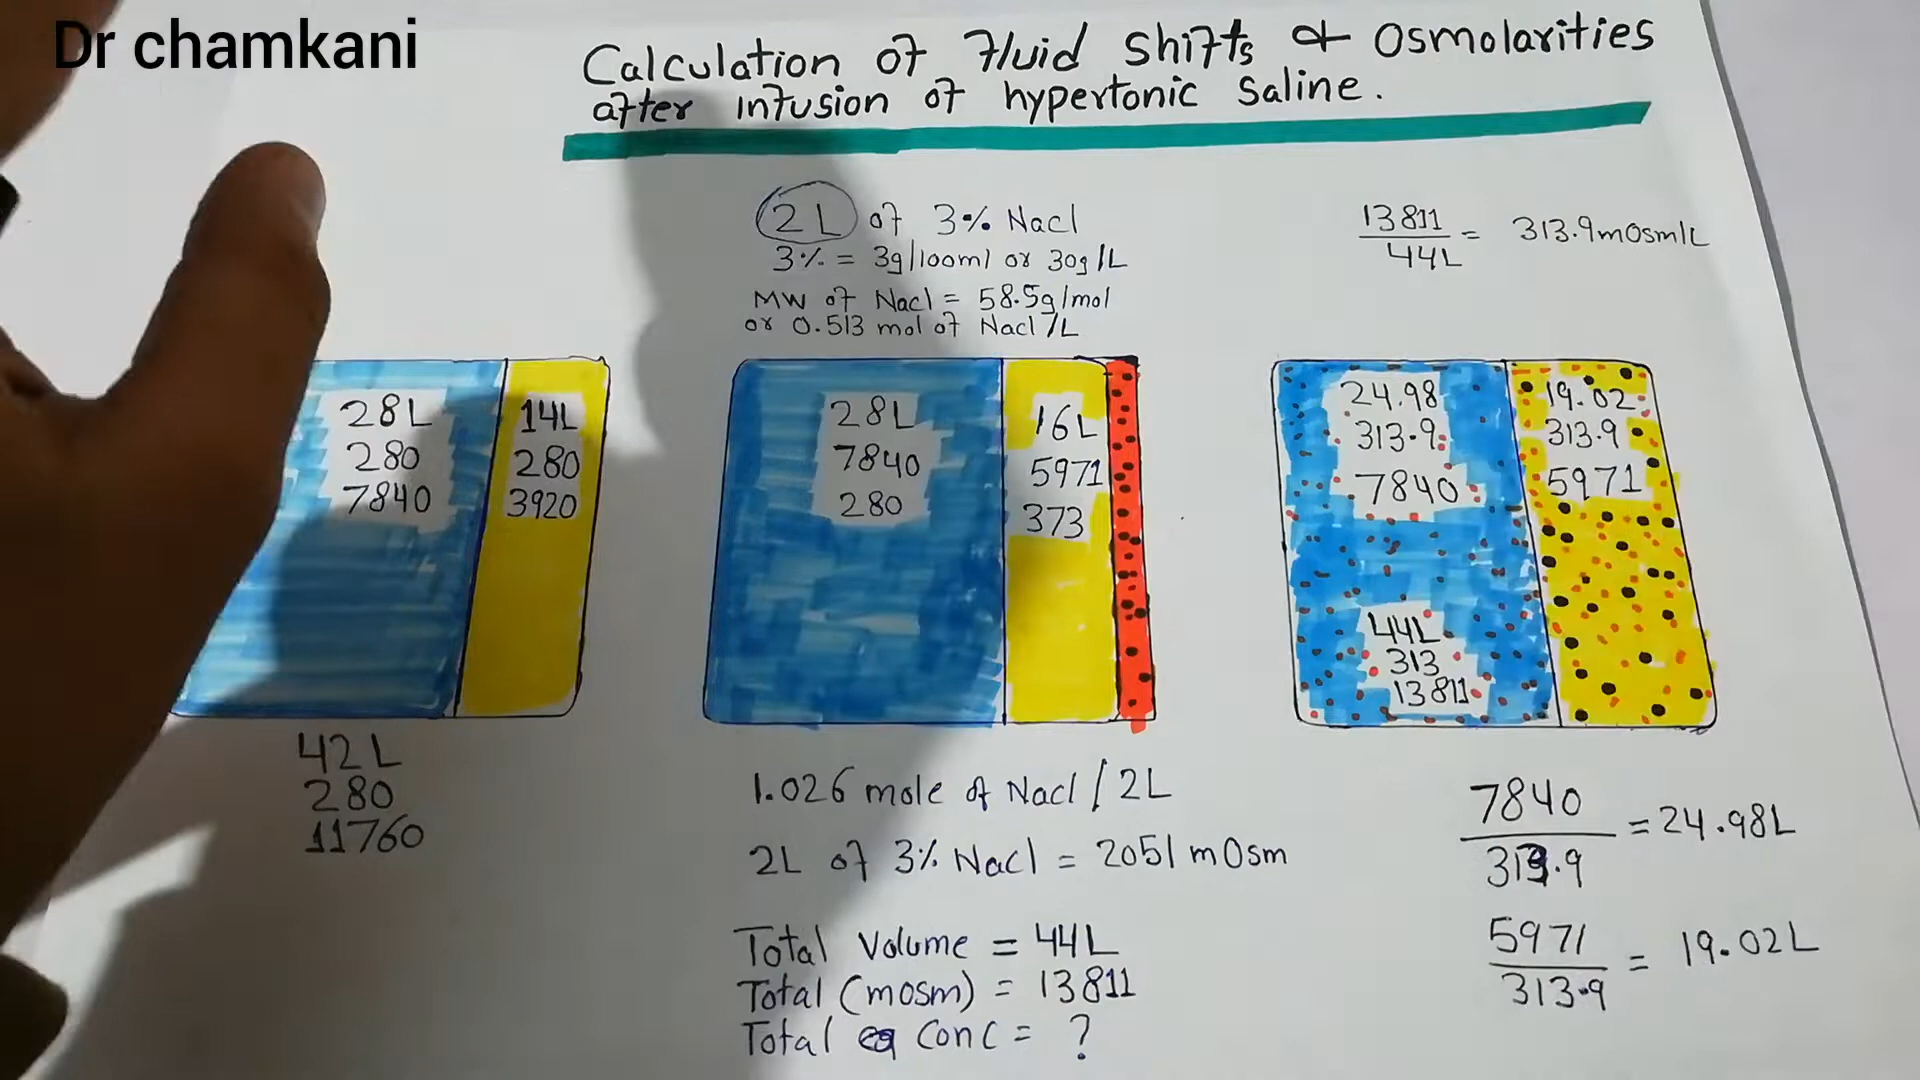 Dr chamkani
Calculation of Fluid Shifts & Osmolarities
after infusion of hypertonic Saline.
2L of 3% Nacl
3% = 3g/100ml or 30g/L
MW of Nacl = 58.5g/mol
or 0.513 mol of Nacl/L
13811
44L
= 313.9mOsm/L
28L
280
7840
14L
280
3920
42L
280
11760
28L
7840
280
16L
5971
373
24.98
313.9
7840
19.02
313.9
5971
44L
313
13811
1.026 mole of Nacl / 2L
2L of 3% Nacl = 2051 mOsm
Total Volume = 44L
Total (mosm) = 13811
Total Conc = ?
7840
313.9
= 24.98L
5971
313.9
= 19.02L